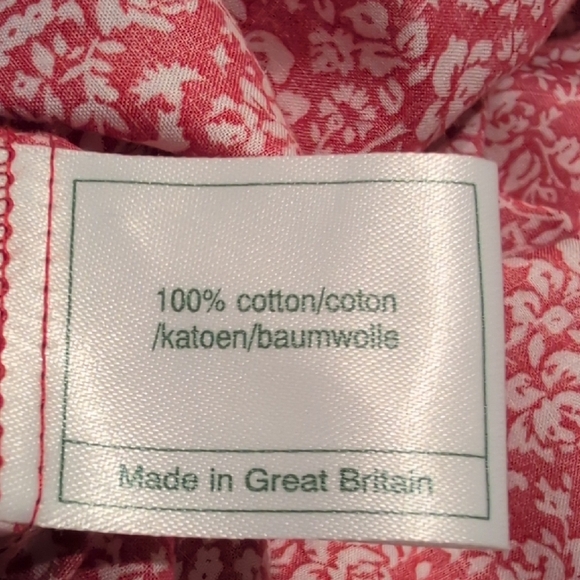 100% cotton/coton
/katoen/baumwolle
Made in Great Britain